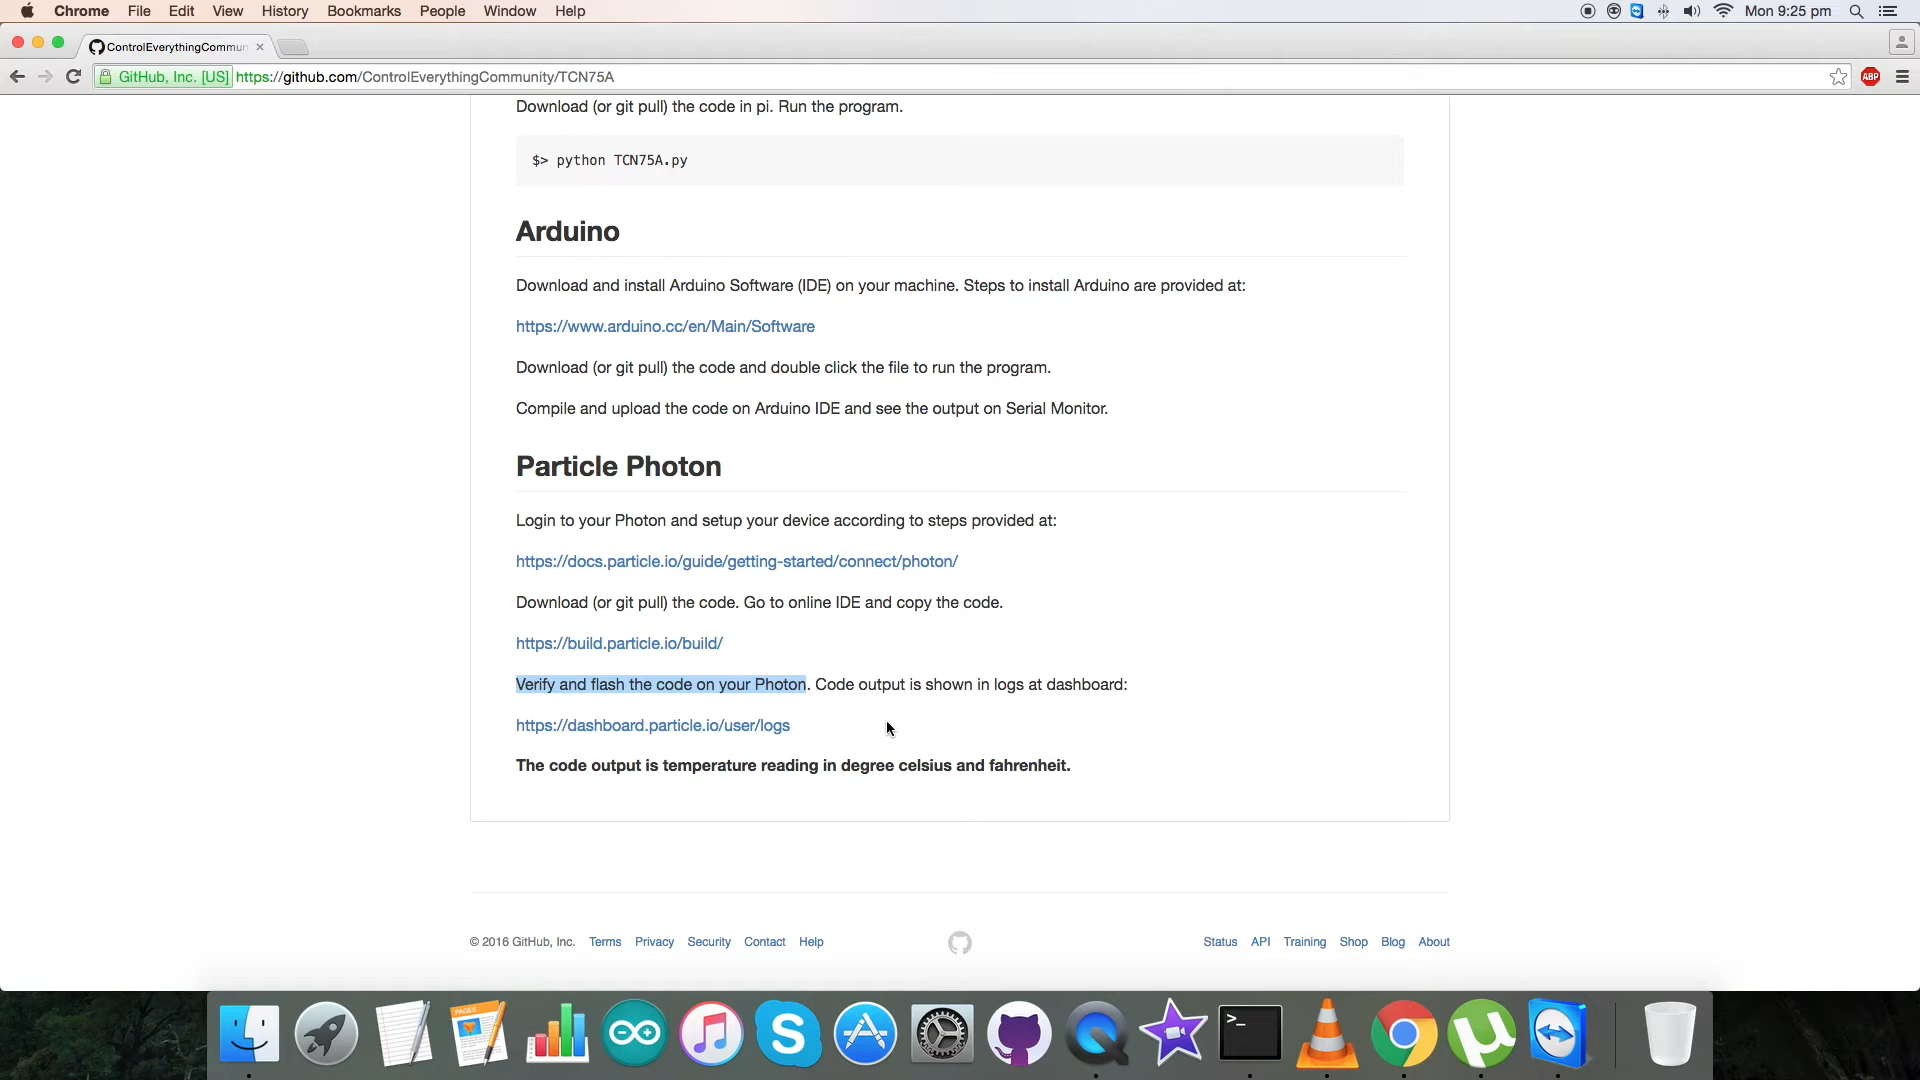 Chrome File Edit View History Bookmarks People Window Help Mon 9:25 pm
ControlEverythingCommun
GitHub, Inc. [US] https://github.com/ControlEverythingCommunity/TCN75A ABP
Download (or git pull) the code in pi. Run the program.
$> python TCN75A.py
Arduino
Download and install Arduino Software (IDE) on your machine. Steps to install Arduino are provided at:
https://www.arduino.cc/en/Main/Software
Download (or git pull) the code and double click the file to run the program.
Compile and upload the code on Arduino IDE and see the output on Serial Monitor.
Particle Photon
Login to your Photon and setup your device according to steps provided at:
https://docs.particle.io/guide/getting-started/connect/photon/
Download (or git pull) the code. Go to online IDE and copy the code.
https://build.particle.io/build/
Verify and flash the code on your Photon. Code output is shown in logs at dashboard:
https://dashboard.particle.io/user/logs
The code output is temperature reading in degree celsius and fahrenheit.
© 2016 GitHub, Inc. Terms Privacy Security Contact Help Status API Training Shop Blog About
PAGES
>_